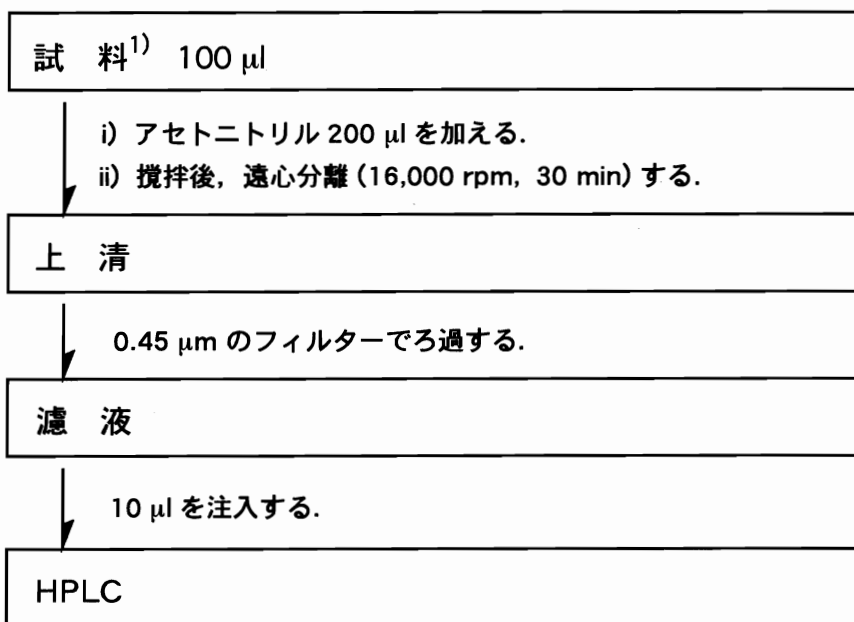 試 料1) 100 μl
i) アセトニトリル 200 μl を加える.
ii) 攪拌後, 遠心分離 (16,000 rpm, 30 min) する.
上 清
0.45 μm のフィルターでろ過する.
濾 液
10 μl を注入する.
HPLC